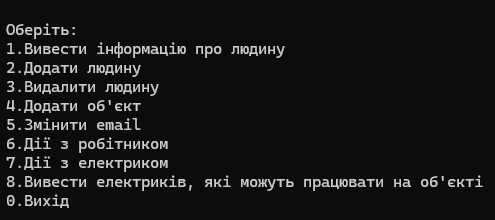 Оберіть:
1.Вивести інформацію про людину
2.Додати людину
3.Видалити людину
4.Додати об'єкт
5.Змінити email
6.Дії з робітником
7.Дії з електриком
8.Вивести електриків, які можуть працювати на об'єкті
0.Вихід